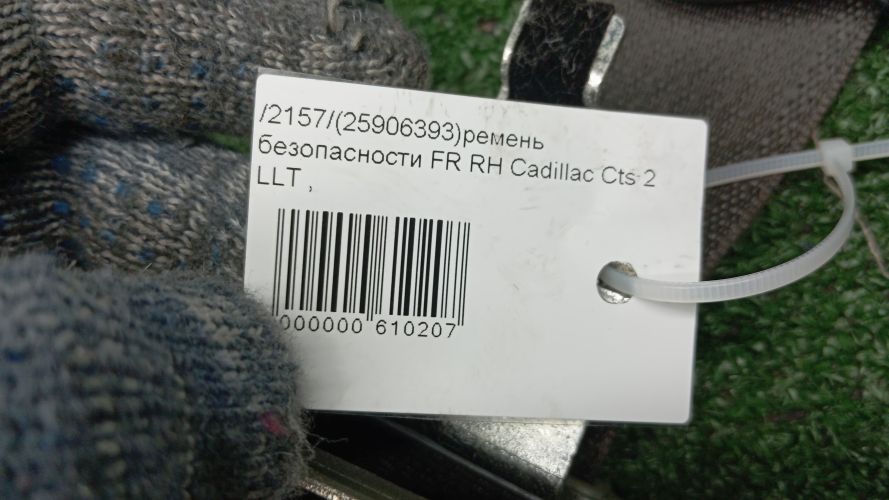 /2157/(25906393)ремень
безопасности FR RH Cadillac Cts 2
LLT ,
000000 610207